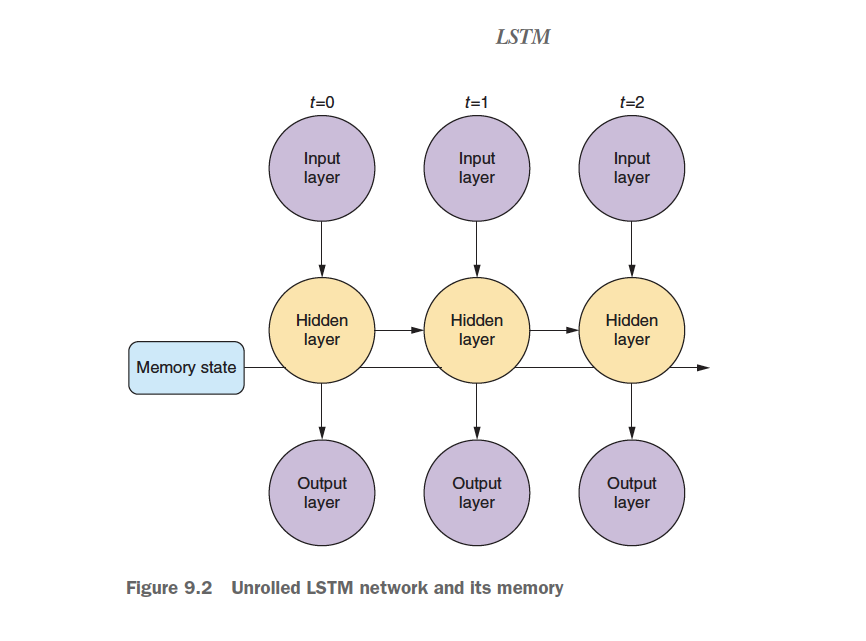 LSTM
t=0 t=1 t=2
Input Input Input
layer layer layer
Hidden Hidden Hidden
layer layer layer
Memory state
Output Output Output
layer layer layer
Figure 9.2 Unrolled LSTM network and its memory